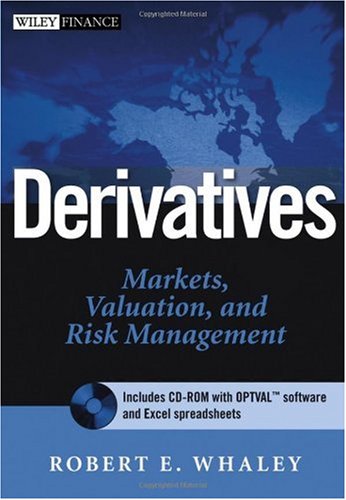 WILEY FINANCE
Derivatives
Markets,
Valuation, and
Risk Management
Includes CD-ROM with OPTVAL™ software
and Excel spreadsheets
ROBERT E. WHALEY